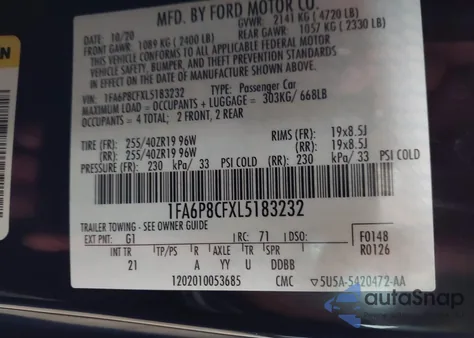 MFD. BY FORD MOTOR CO.
10/20 GVWR: 2141 KG (4720 LB)
FRONT GAWR: 1089 KG (2400 LB) REAR GAWR: 1057 KG (2330 LB)
THIS VEHICLE CONFORMS TO ALL APPLICABLE FEDERAL MOTOR
VEHICLE SAFETY, BUMPER, AND THEFT PREVENTION STANDARDS
IN EFFECT ON THE DATE OF MANUFACTURE SHOWN ABOVE.
VIN: 1FA6P8CFXL5183232 TYPE: Passenger Car
MAXIMUM LOAD = OCCUPANTS + LUGGAGE = 303KG/ 668LB
OCCUPANTS = 4 TOTAL; 2 FRONT, 2 REAR
TIRE (FR): 255/40ZR19 96W RIMS (FR): 19x8.5J
(RR): 255/40ZR19 96W (RR): 19x8.5J
PRESSURE (FR): 230 kPa/ 33 PSI COLD (RR): 230 kPa/ 33 PSI COLD
1FA6P8CFXL5183232
TRAILER TOWING - SEE OWNER GUIDE
EXT PNT: G1 RC: 71 DSO: F0148
R0126
INT TR TP/PS R AXLE TR SPR
21 A YY U DDBB
1202010053685 CMC 5U5A-5420472-AA
autoSnap